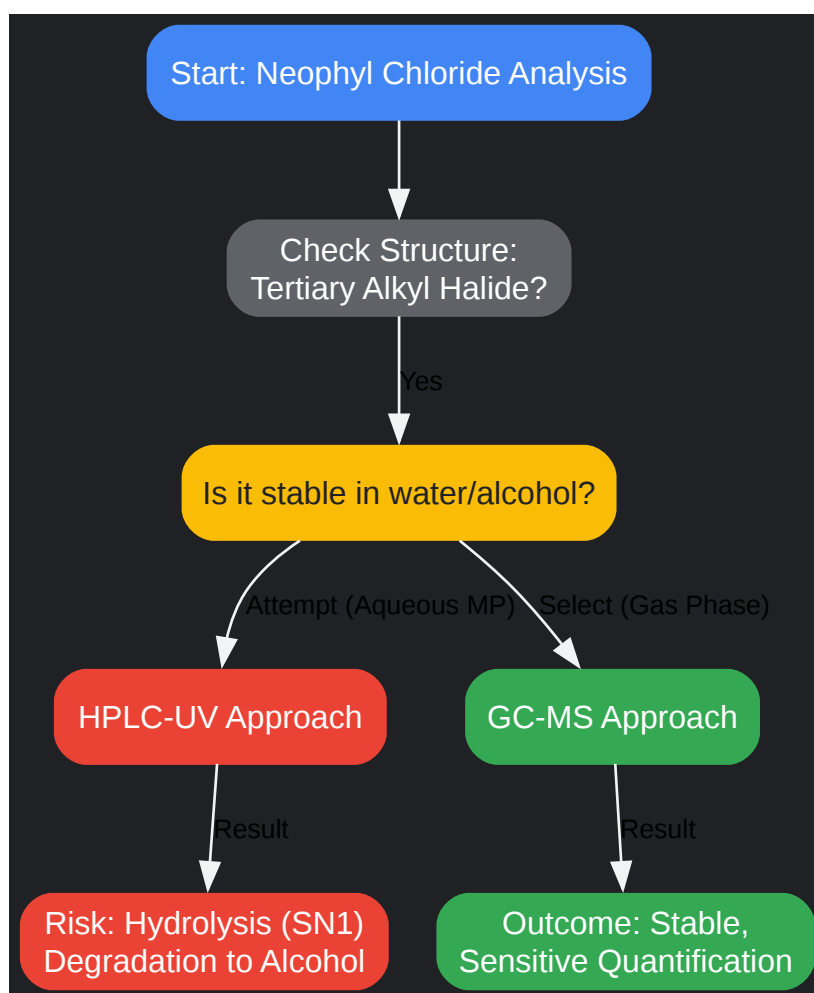 Start: Neophyl Chloride Analysis
Check Structure:
Tertiary Alkyl Halide?
Yes
Is it stable in water/alcohol?
Attempt (Aqueous MP)
Select (Gas Phase)
HPLC-UV Approach
GC-MS Approach
Result
Result
Risk: Hydrolysis (SN1)
Degradation to Alcohol
Outcome: Stable,
Sensitive Quantification